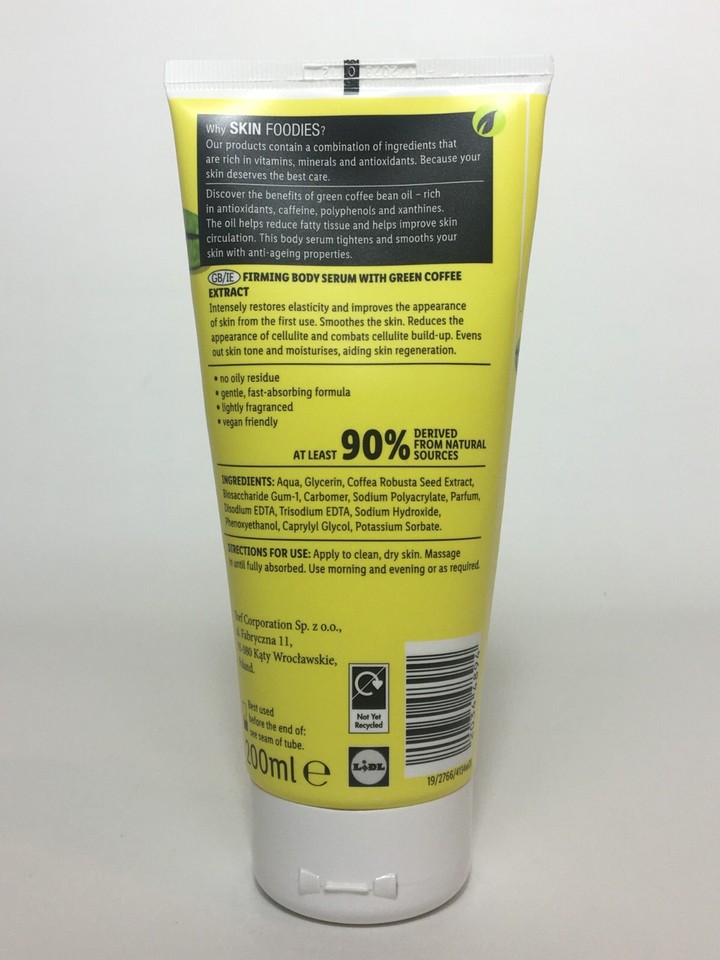 Why SKIN FOODIES?
Our products contain a combination of ingredients that
are rich in vitamins, minerals and antioxidants. Because your
skin deserves the best care.
Discover the benefits of green coffee bean oil – rich
in antioxidants, caffeine, polyphenols and xanthines.
The oil helps reduce fatty tissue and helps improve skin
circulation. This body serum tightens and smooths your
skin with anti-ageing properties.
GB/IE FIRMING BODY SERUM WITH GREEN COFFEE
EXTRACT
Intensely restores elasticity and improves the appearance
of skin from the first use. Smoothes the skin. Reduces the
appearance of cellulite and combats cellulite build-up. Evens
out skin tone and moisturises, aiding skin regeneration.
• no oily residue
• gentle, fast-absorbing formula
• lightly fragranced
• vegan friendly
AT LEAST 90% DERIVED
FROM NATURAL
SOURCES
INGREDIENTS: Aqua, Glycerin, Coffea Robusta Seed Extract,
Biosaccharide Gum-1, Carbomer, Sodium Polyacrylate, Parfum,
Disodium EDTA, Trisodium EDTA, Sodium Hydroxide,
Phenoxyethanol, Caprylyl Glycol, Potassium Sorbate.
DIRECTIONS FOR USE: Apply to clean, dry skin. Massage
until fully absorbed. Use morning and evening or as required.
Corporation Sp. z o.o.,
Fabryczna 11,
Kąty Wrocławskie,
Poland.
Not Yet
Recycled
Best used
before the end of:
see seam of tube.
200ml e
LIDL